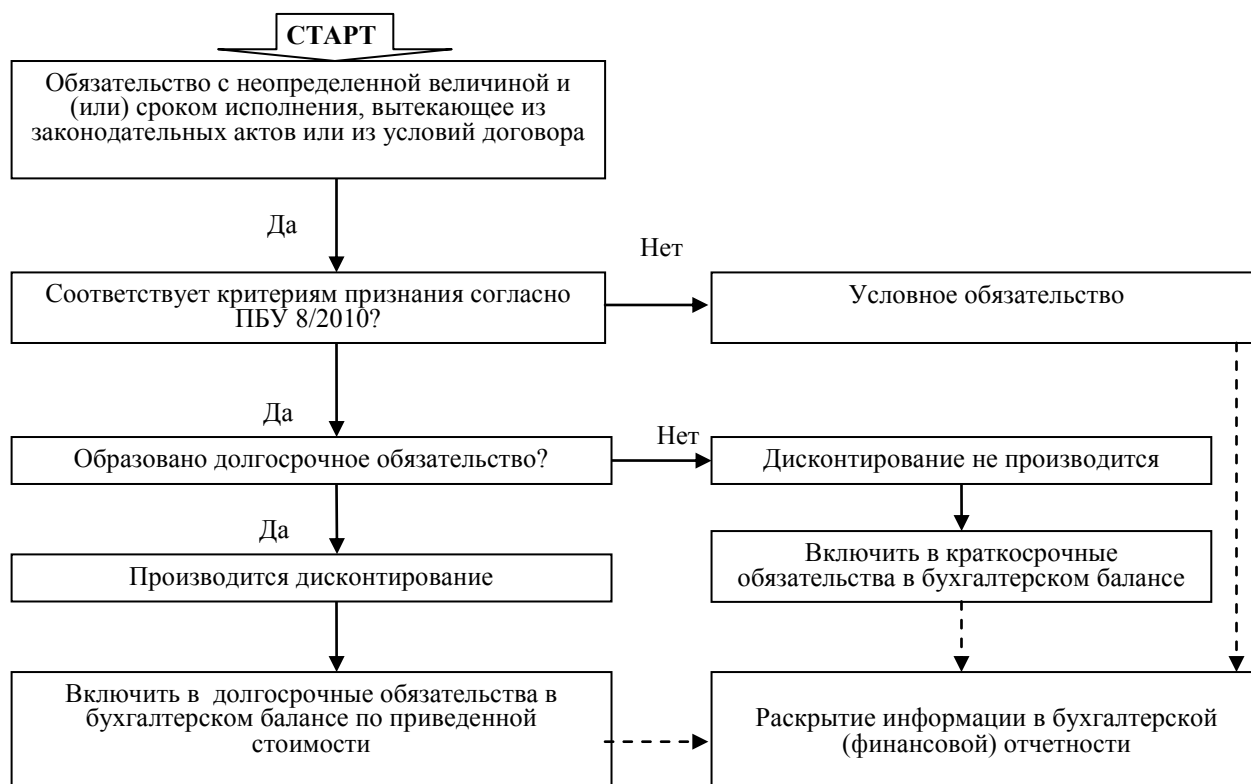 СТАРТ
Обязательство с неопределенной величиной и
(или) сроком исполнения, вытекающее из
законодательных актов или из условий договора
Да
Нет
Соответствует критериям признания согласно
ПБУ 8/2010?
Условное обязательство
Да
Нет
Образовано долгосрочное обязательство?
Дисконтирование не производится
Да
Производится дисконтирование
Включить в краткосрочные
обязательства в бухгалтерском балансе
Включить в долгосрочные обязательства в
бухгалтерском балансе по приведенной
стоимости
Раскрытие информации в бухгалтерской
(финансовой) отчетности